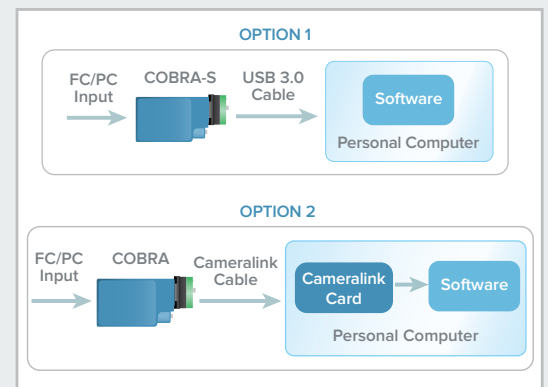 OPTION 1
FC/PC
Input
COBRA-S
USB 3.0
Cable
Software
Personal Computer
OPTION 2
FC/PC
Input
COBRA
Cameralink
Cable
Cameralink
Card
Software
Personal Computer